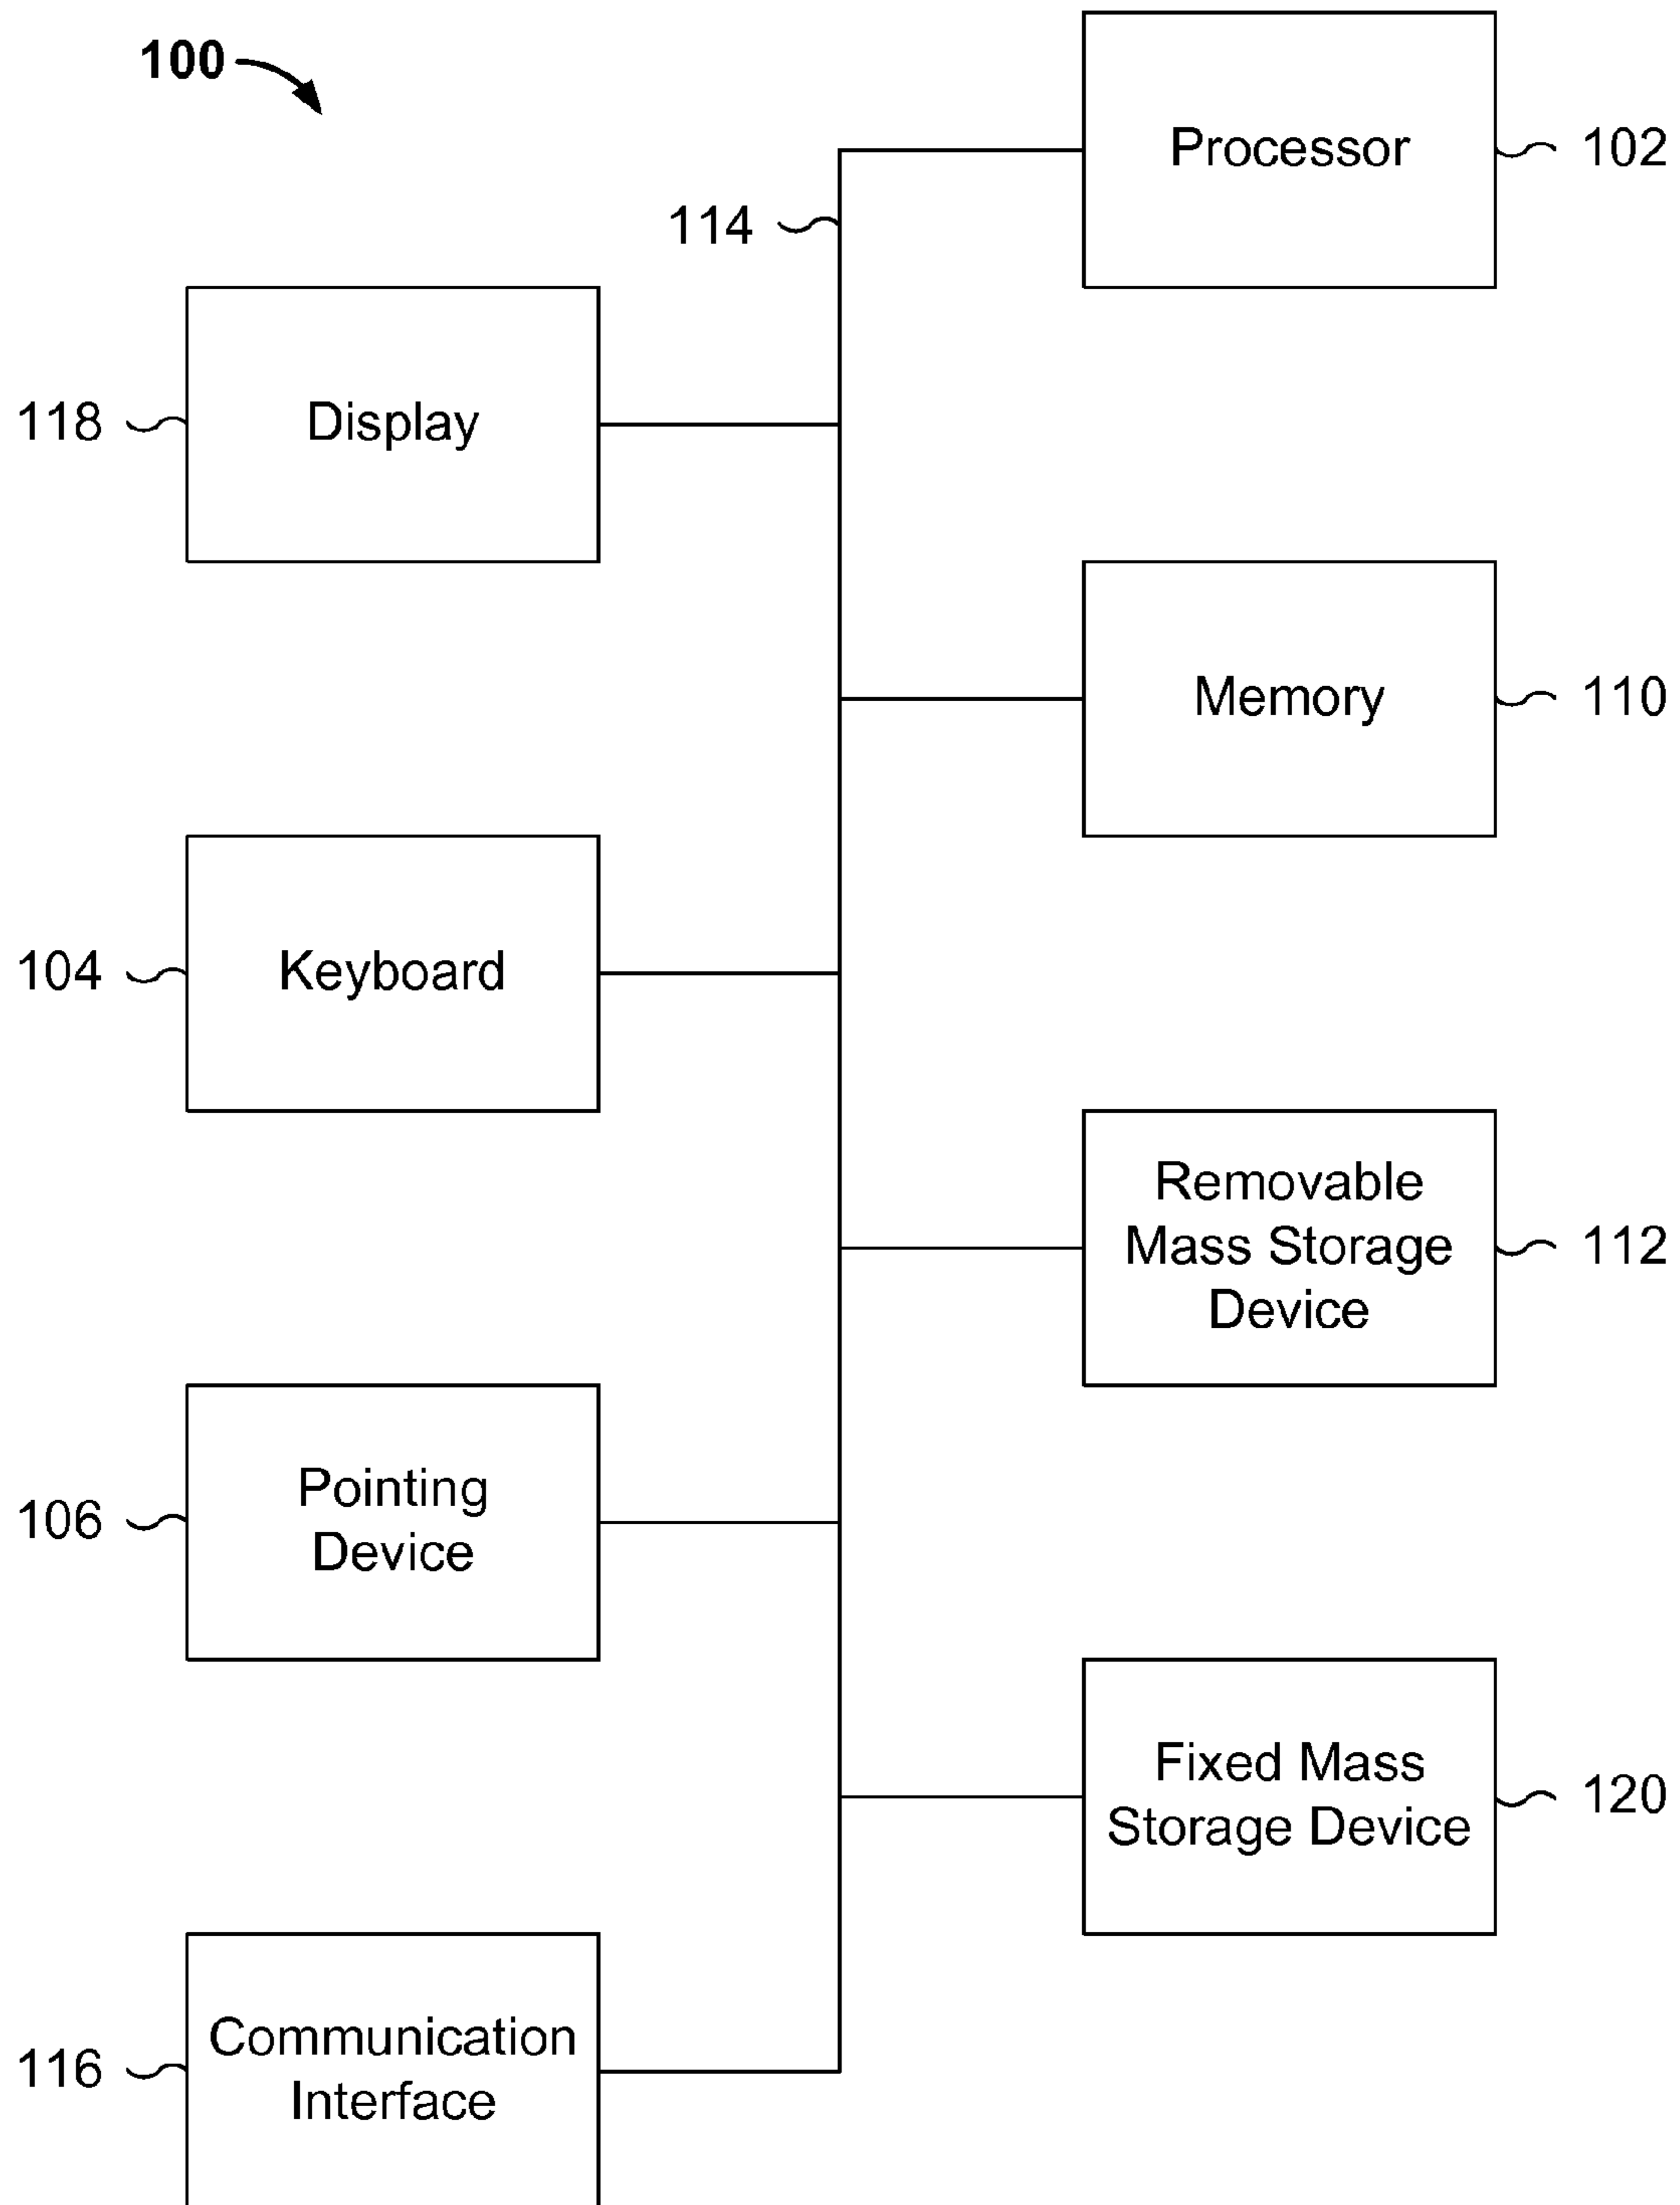 100
Processor
102
114
Display
118
Memory
110
Keyboard
104
Removable
Mass Storage
Device
112
Pointing
Device
106
Fixed Mass
Storage Device
120
Communication
Interface
116